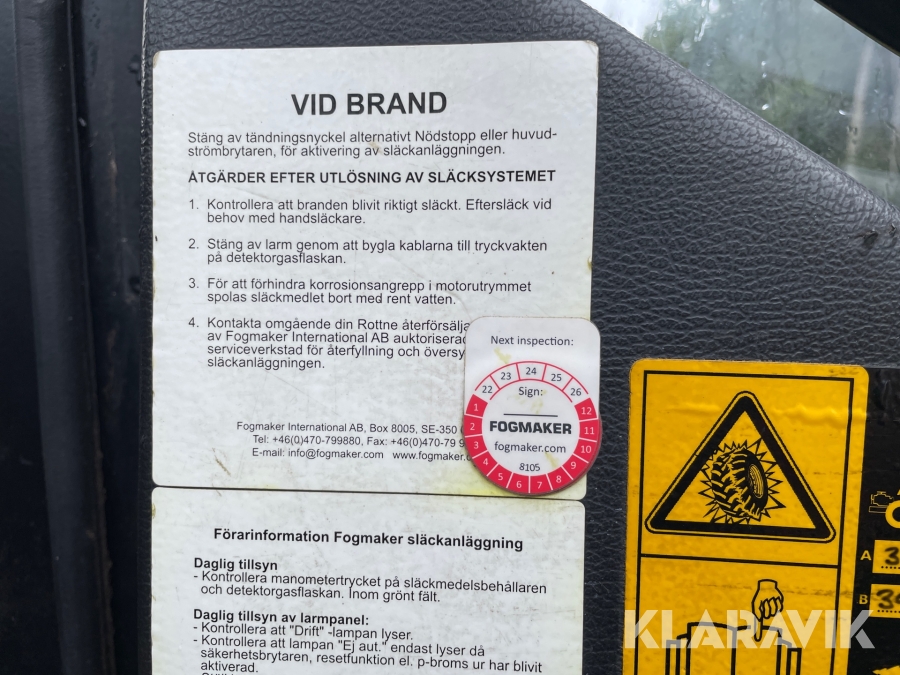 VID BRAND
Stäng av tändningsnyckel alternativt Nödstopp eller huvud-
strömbrytaren, för aktivering av släckanläggningen.
ÅTGÄRDER EFTER UTLÖSNING AV SLÄCKSYSTEMET
1. Kontrollera att branden blivit riktigt släckt. Eftersläck vid
behov med handsläckare.
2. Stäng av larm genom att bygla kablarna till tryckvakten
på detektorgasflaskan.
3. För att förhindra korrosionsangrepp i motorutrymmet
spolas släckmedlet bort med rent vatten.
4. Kontakta omgående din Rottne
av Fogmaker International AB
serviceverkstad för återfyllning och
släckanläggningen.
Fogmaker International AB, Box 8005, SE-350
Tel: +46(0)470-799880, Fax: +46(0)470-79 9
E-mail: info@fogmaker.com www.fogmaker.
Next inspection:
22 23 24 25 26
Sign:
1 2 3 4 5 6 7 8 9 10 11 12
FOGMAKER
fogmaker.com
8105
Förarinformation Fogmaker släckanläggning
Daglig tillsyn
- Kontrollera manometertrycket på släckmedelsbehållaren
och detektorgasflaskan. Inom grönt fält.
Daglig tillsyn av larmpanel:
- Kontrollera att "Drift" -lampan lyser.
- Kontrollera att lampan "Ej aut." endast lyser då
säkerhetsbrytaren, resetfunktion el. p-broms ur har blivit
aktiverad.
A
B
KLARAVIK